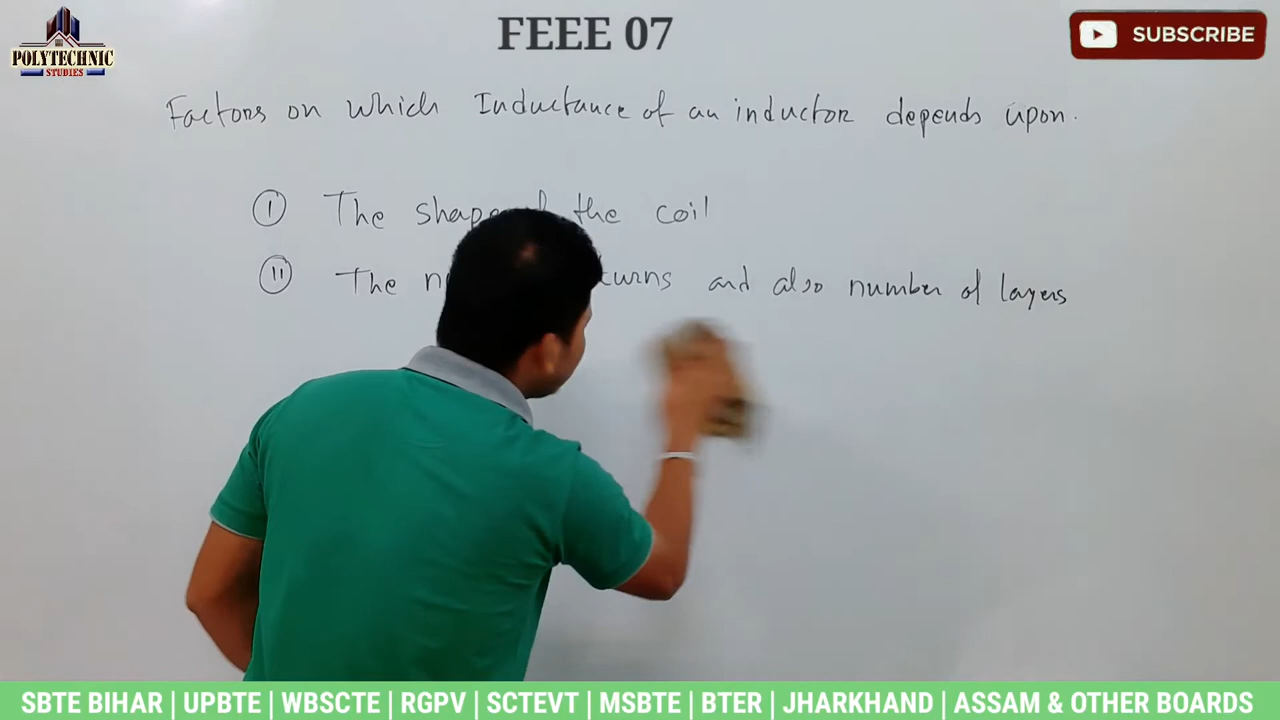 POLYTECHNIC
STUDIES
FEEE 07
SUBSCRIBE
Factors on which Inductance of an inductor depends upon.
I The shape the coil
II The turns and also number of layers
SBTE BIHAR | UPBTE | WBSCTE | RGPV | SCTEVT | MSBTE | BTER | JHARKHAND | ASSAM & OTHER BOARDS